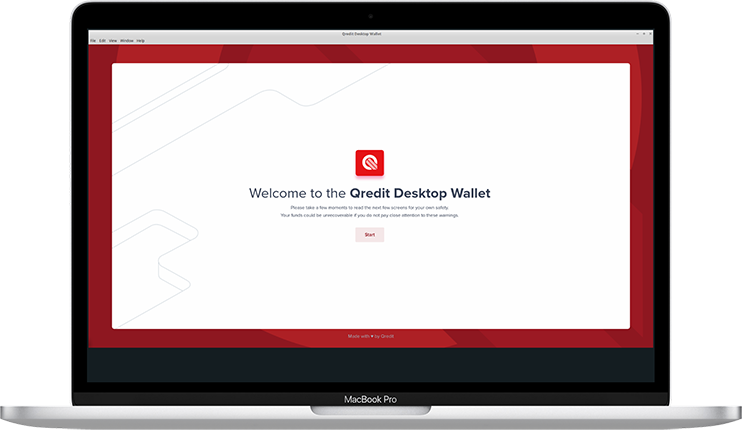 Qredit Desktop Wallet
File Edit View Window Help
Welcome to the Qredit Desktop Wallet
Please take a few moments to read the next few screens for your own safety.
Your funds could be unrecoverable if you do not pay close attention to these warnings.
Start
Made with ♥ by Qredit
MacBook Pro